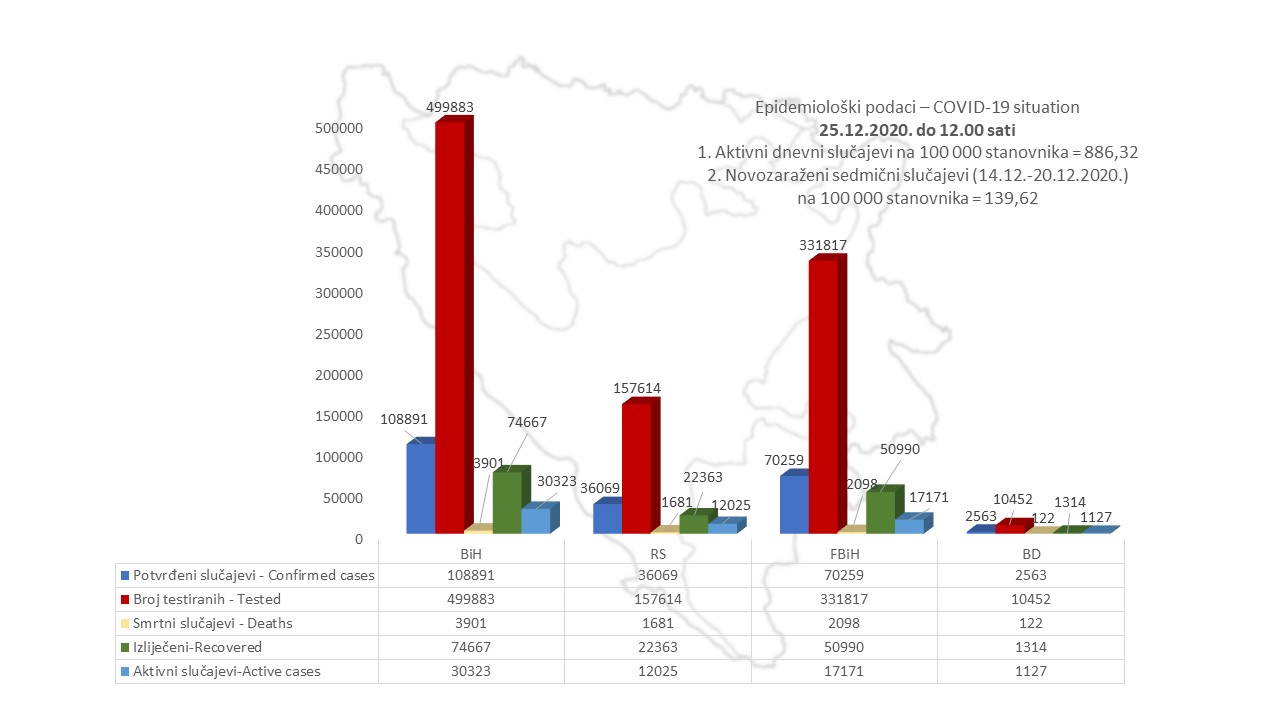 Epidemiološki podaci – COVID-19 situation
25.12.2020. do 12.00 sati
1. Aktivni dnevni slučajevi na 100 000 stanovnika = 886,32
2. Novozaraženi sedmični slučajevi (14.12.-20.12.2020.)
na 100 000 stanovnika = 139,62
500000
450000
400000
350000
300000
250000
200000
150000
100000
50000
0
108891
499883
3901
74667
30323
36069
157614
1681
22363
12025
70259
331817
2098
50990
17171
2563
10452
122
1314
1127
BiH RS FBiH BD
Potvrđeni slučajevi - Confirmed cases 108891 36069 70259 2563
Broj testiranih - Tested 499883 157614 331817 10452
Smrtni slučajevi - Deaths 3901 1681 2098 122
Izliječeni-Recovered 74667 22363 50990 1314
Aktivni slučajevi-Active cases 30323 12025 17171 1127